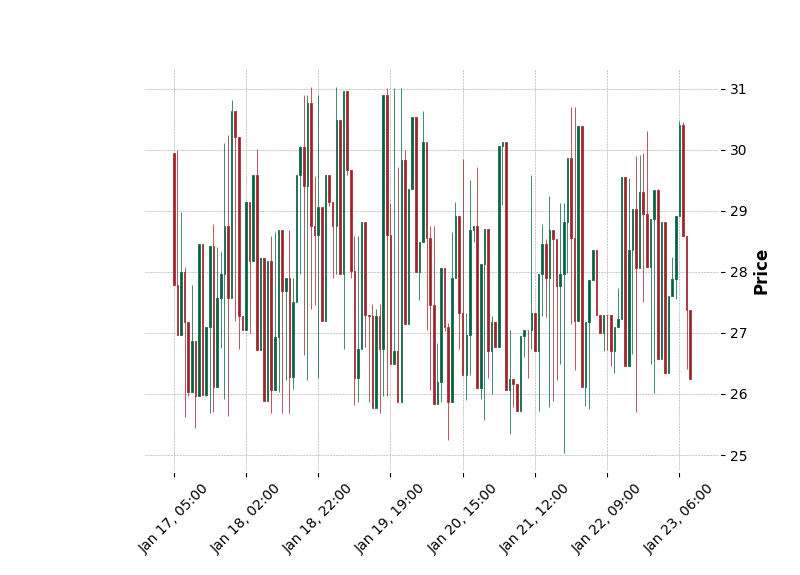 31
30
29
28
27
26
25
Price
Jan 17, 05:00
Jan 18, 02:00
Jan 18, 22:00
Jan 19, 19:00
Jan 20, 15:00
Jan 21, 12:00
Jan 22, 09:00
Jan 23, 06:00